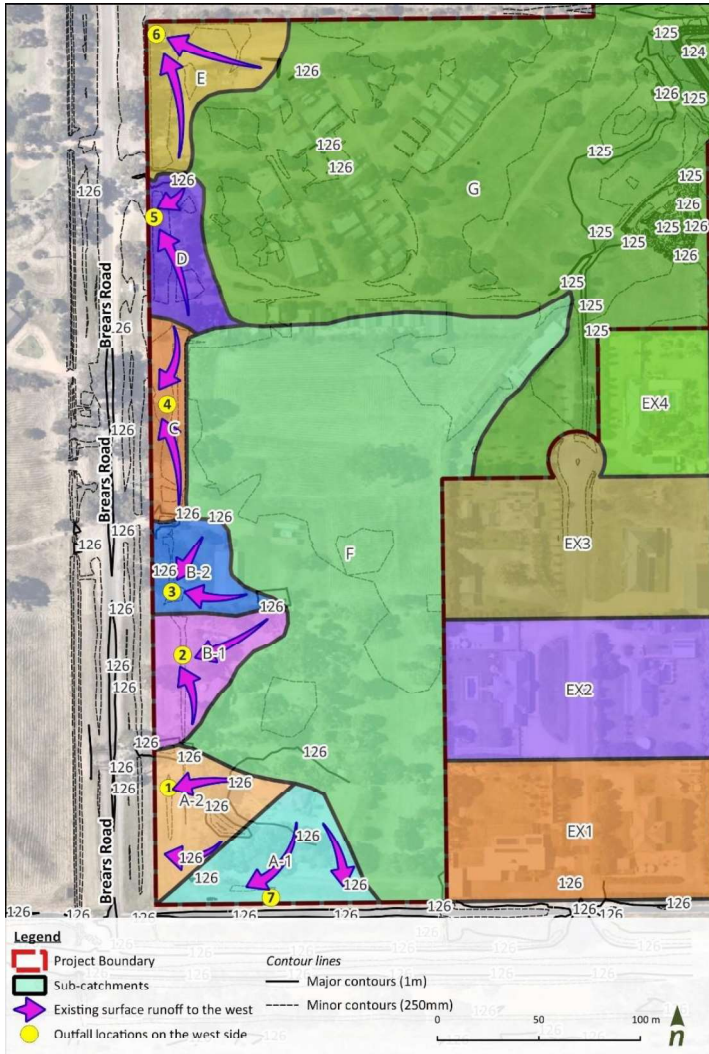 6
125
124
126
E
126
125
126
126
125
G
126
125
126
126
125
125
126
5
D
125
126
125
Brears Road
.26
125
4
C
EX4
126
Brears Road
126
126
126
F
EX3
126
B-2
3
126
126
126
2
B-1
126
EX2
126
126
126
126
1
126
126
A-2
126
EX1
126
126
A-1
126
126
Brears Road
126
7
126
126
126
126
126
126
126
Legend
Project Boundary
Sub-catchments
Existing surface runoff to the west
Outfall locations on the west side
Contour lines
Major contours (1m)
Minor contours (250mm)
0 50 100 m
n